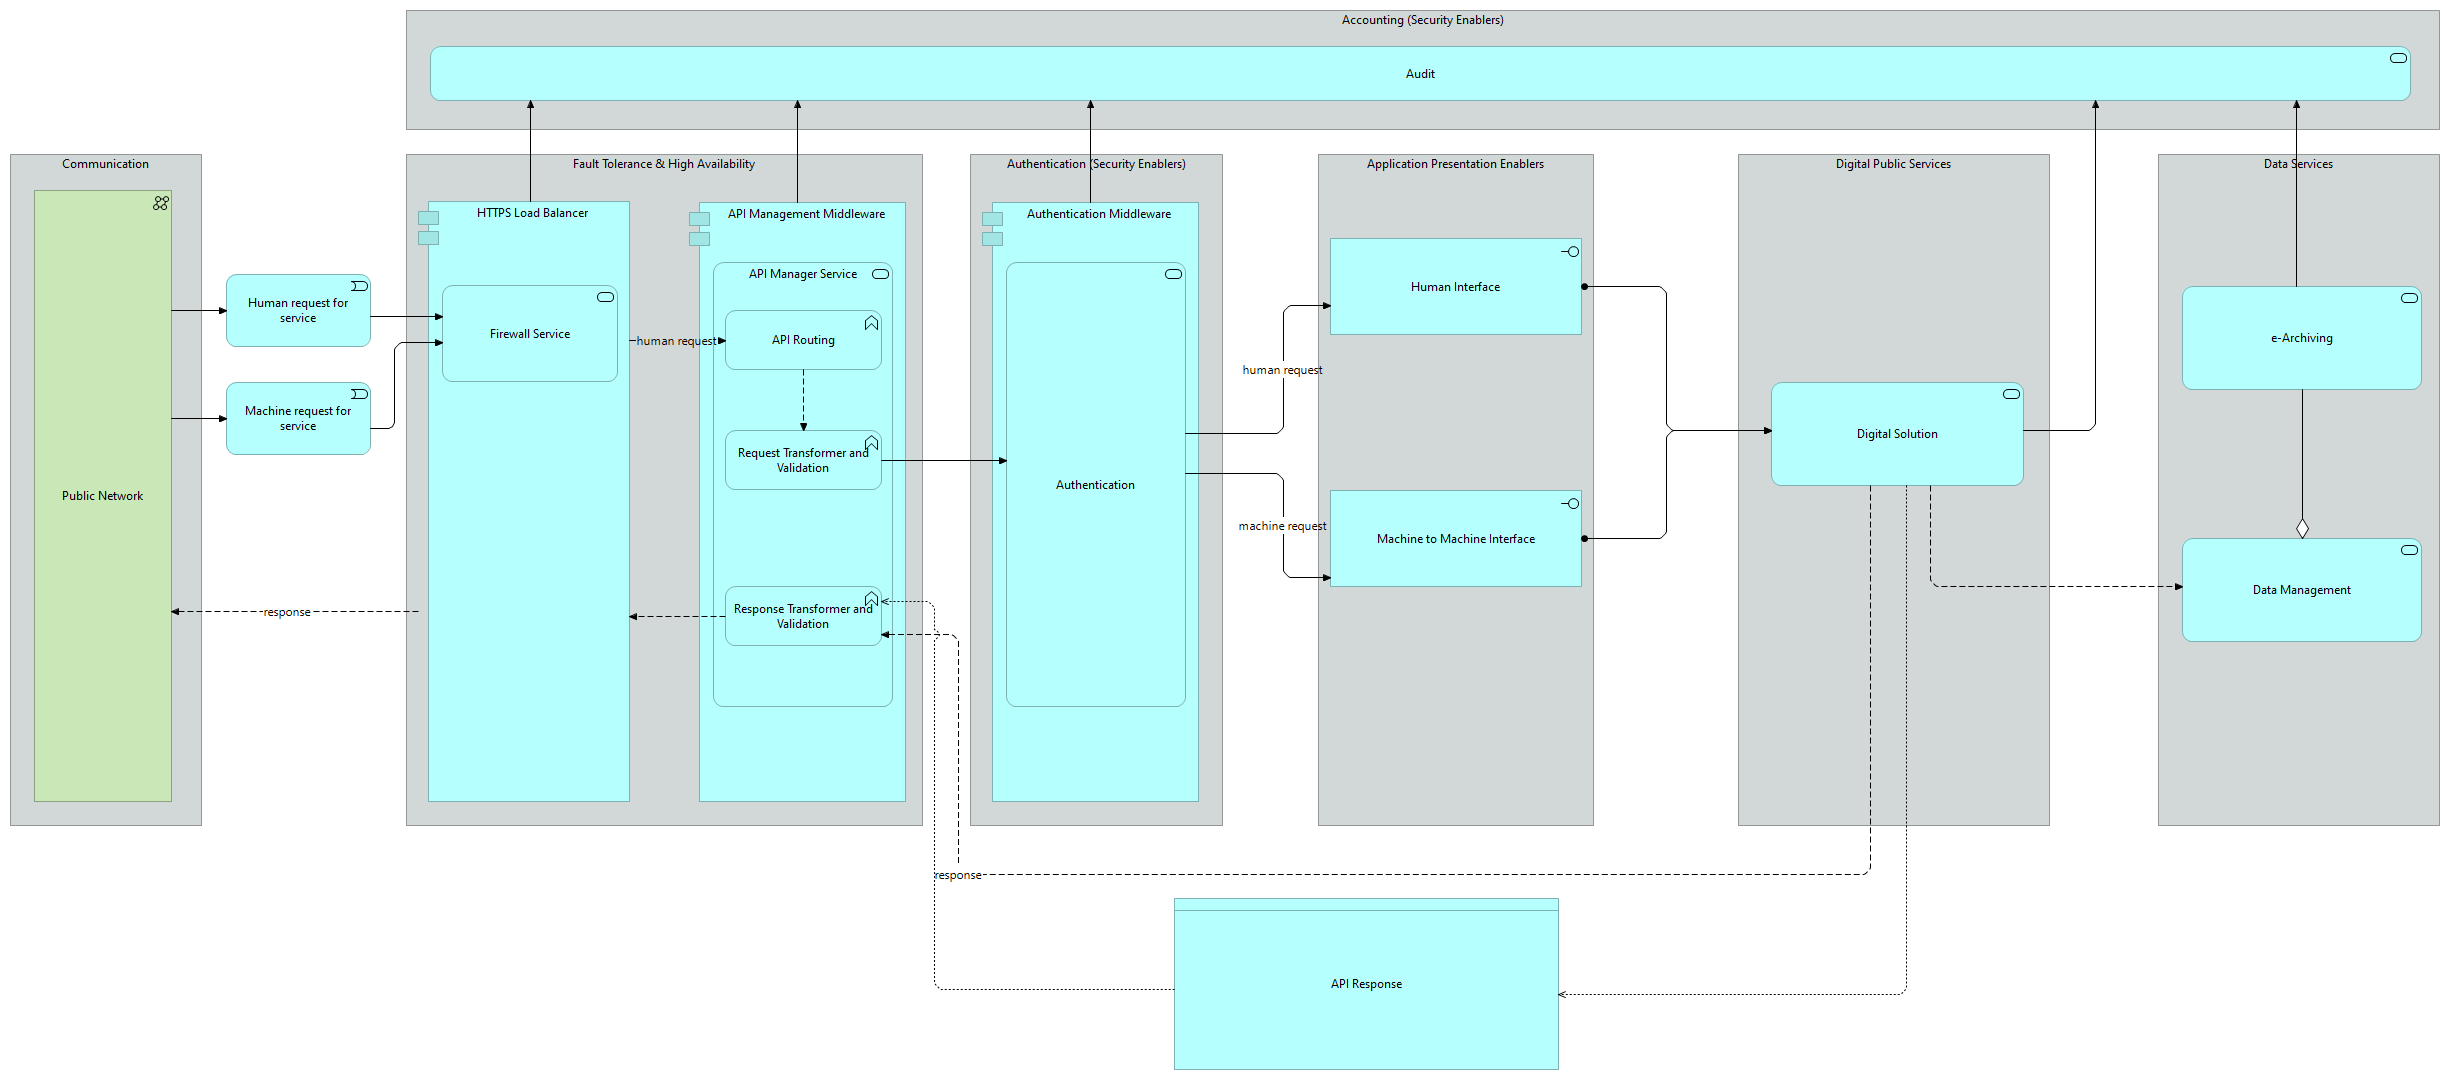 Accounting (Security Enablers)
Audit
Communication
Fault Tolerance & High Availability
Authentication (Security Enablers)
Application Presentation Enablers
Digital Public Services
Data Services
HTTPS Load Balancer
API Management Middleware
Authentication Middleware
API Manager Service
Human Interface
Human request for
service
Firewall Service
human request
API Routing
e-Archiving
human request
Machine request for
service
Digital Solution
Request Transformer and
Validation
Public Network
Authentication
machine request
Machine to Machine Interface
Data Management
response
Response Transformer and
Validation
response
API Response